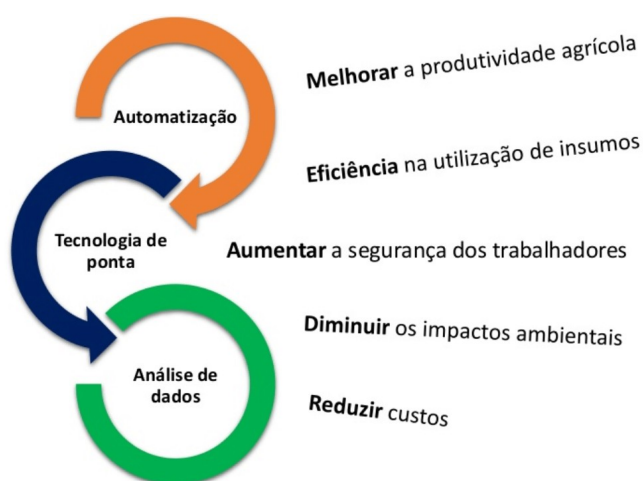 Automatização
Tecnologia de
ponta
Análise de
dados
Melhorar a produtividade agrícola
Eficiência na utilização de insumos
Aumentar a segurança dos trabalhadores
Diminuir os impactos ambientais
Reduzir custos